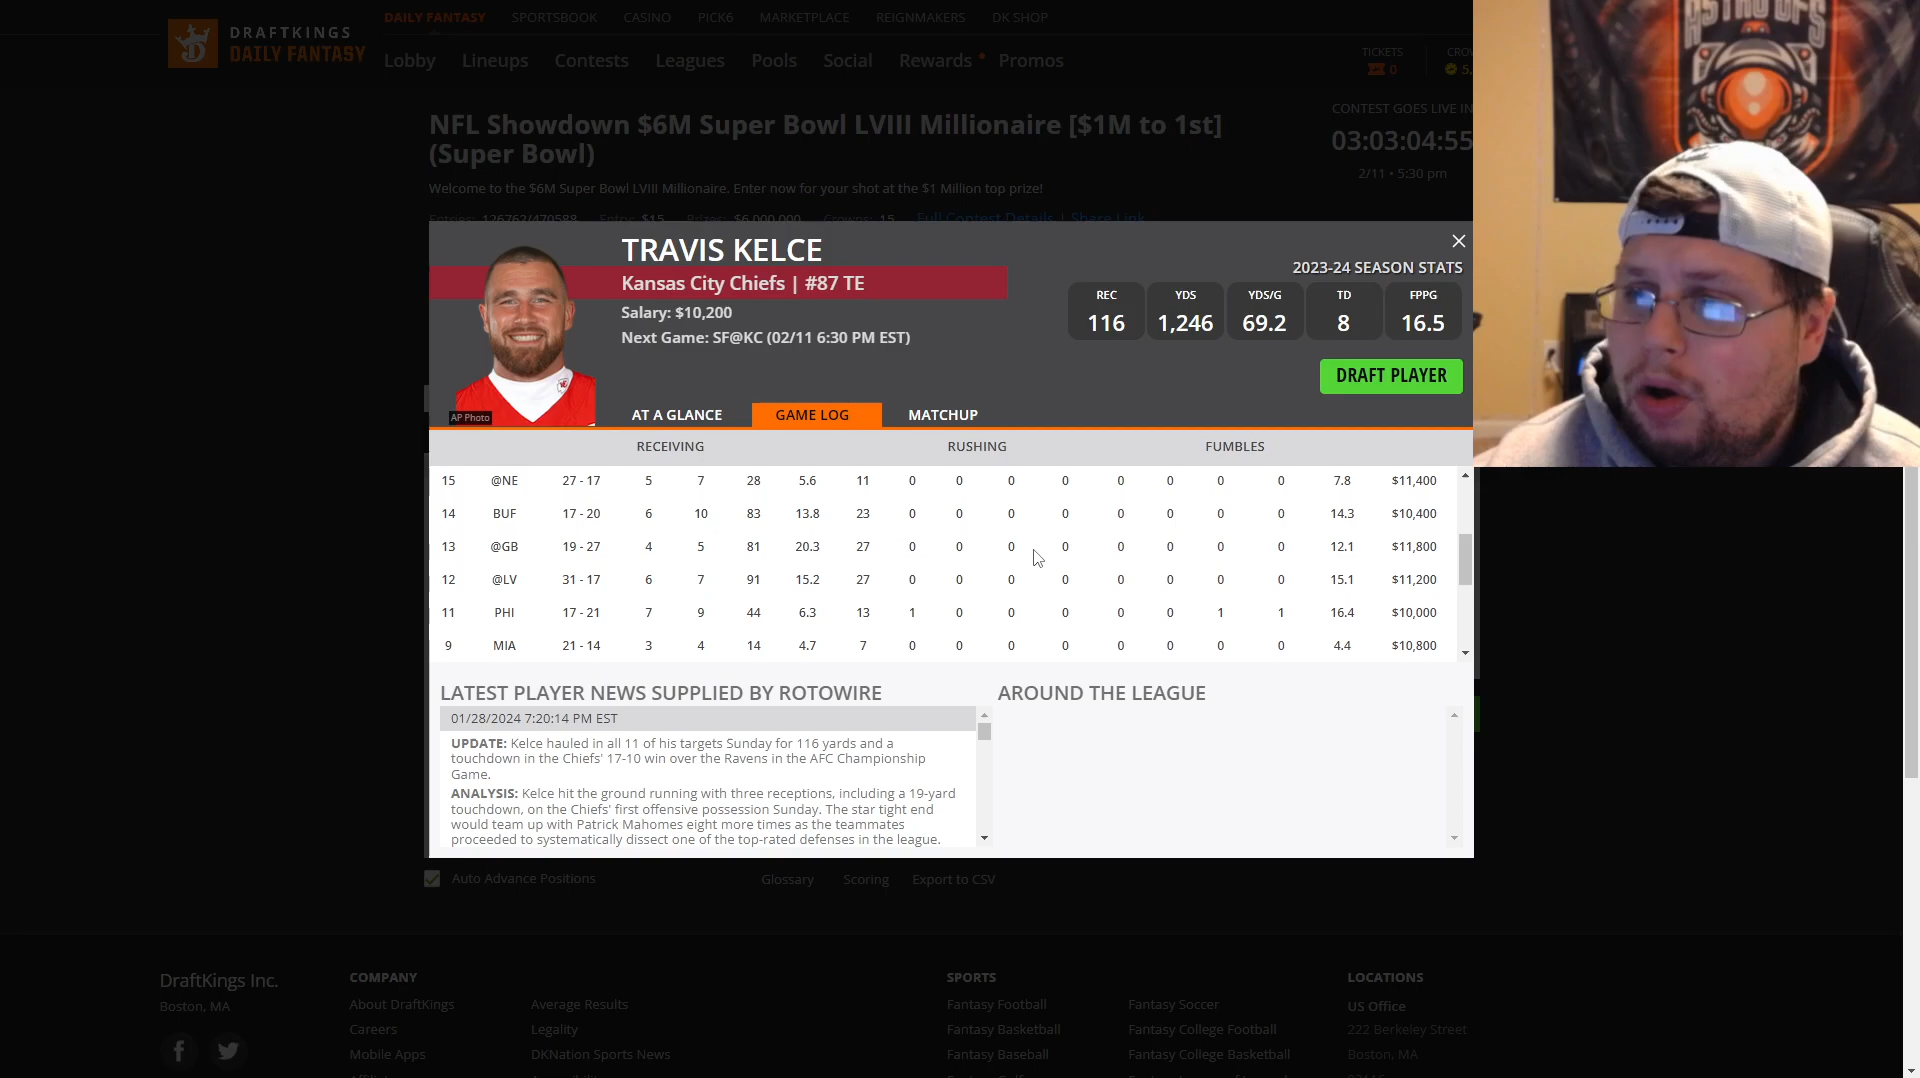 DAILY FANTASY SPORTSBOOK CASINO PICK6 MARKETPLACE REIGNMAKERS DK SHOP
DRAFTKINGS
DAILY FANTASY
Lobby Lineups Contests Leagues Pools Social Rewards Promos
TICKETS
0
NFL Showdown $6M Super Bowl LVIII Millionaire [$1M to 1st]
(Super Bowl)
CONTEST GOES LIVE IN
03:03:04:55
2/11 • 5:30 pm
Welcome to the $6M Super Bowl LVIII Millionaire. Enter now for your shot at the $1 Million top prize!
Entries: 126762/470588 Entry: $15 Prizes: $6,000,000 Crowns: 15 Full Contest Details | Share Link
ASTRO DFS
TRAVIS KELCE
Kansas City Chiefs | #87 TE
Salary: $10,200
Next Game: SF@KC (02/11 6:30 PM EST)
AP Photo
2023-24 SEASON STATS
REC YDS YDS/G TD FPPG
116 1,246 69.2 8 16.5
DRAFT PLAYER
AT A GLANCE GAME LOG MATCHUP
RECEIVING RUSHING FUMBLES
15 @NE 27 - 17 5 7 28 5.6 11 0 0 0 0 0 0 0 0 7.8 $11,400
14 BUF 17 - 20 6 10 83 13.8 23 0 0 0 0 0 0 0 0 14.3 $10,400
13 @GB 19 - 27 4 5 81 20.3 27 0 0 0 0 0 0 0 0 12.1 $11,800
12 @LV 31 - 17 6 7 91 15.2 27 0 0 0 0 0 0 0 0 15.1 $11,200
11 PHI 17 - 21 7 9 44 6.3 13 1 0 0 0 0 0 1 1 16.4 $10,000
9 MIA 21 - 14 3 4 14 4.7 7 0 0 0 0 0 0 0 0 4.4 $10,800
LATEST PLAYER NEWS SUPPLIED BY ROTOWIRE
01/28/2024 7:20:14 PM EST
UPDATE: Kelce hauled in all 11 of his targets Sunday for 116 yards and a
touchdown in the Chiefs' 17-10 win over the Ravens in the AFC Championship
Game.
ANALYSIS: Kelce hit the ground running with three receptions, including a 19-yard
touchdown, on the Chiefs' first offensive possession Sunday. The star tight end
would team up with Patrick Mahomes eight more times as the teammates
proceeded to systematically dissect one of the top-rated defenses in the league.
AROUND THE LEAGUE
Auto Advance Positions
Glossary Scoring Export to CSV
DraftKings Inc.
Boston, MA
COMPANY
About DraftKings
Careers
Mobile Apps
Average Results
Legality
DKNation Sports News
SPORTS
Fantasy Football
Fantasy Basketball
Fantasy Baseball
Fantasy Soccer
Fantasy College Football
Fantasy College Basketball
LOCATIONS
US Office
222 Berkeley Street
Boston, MA